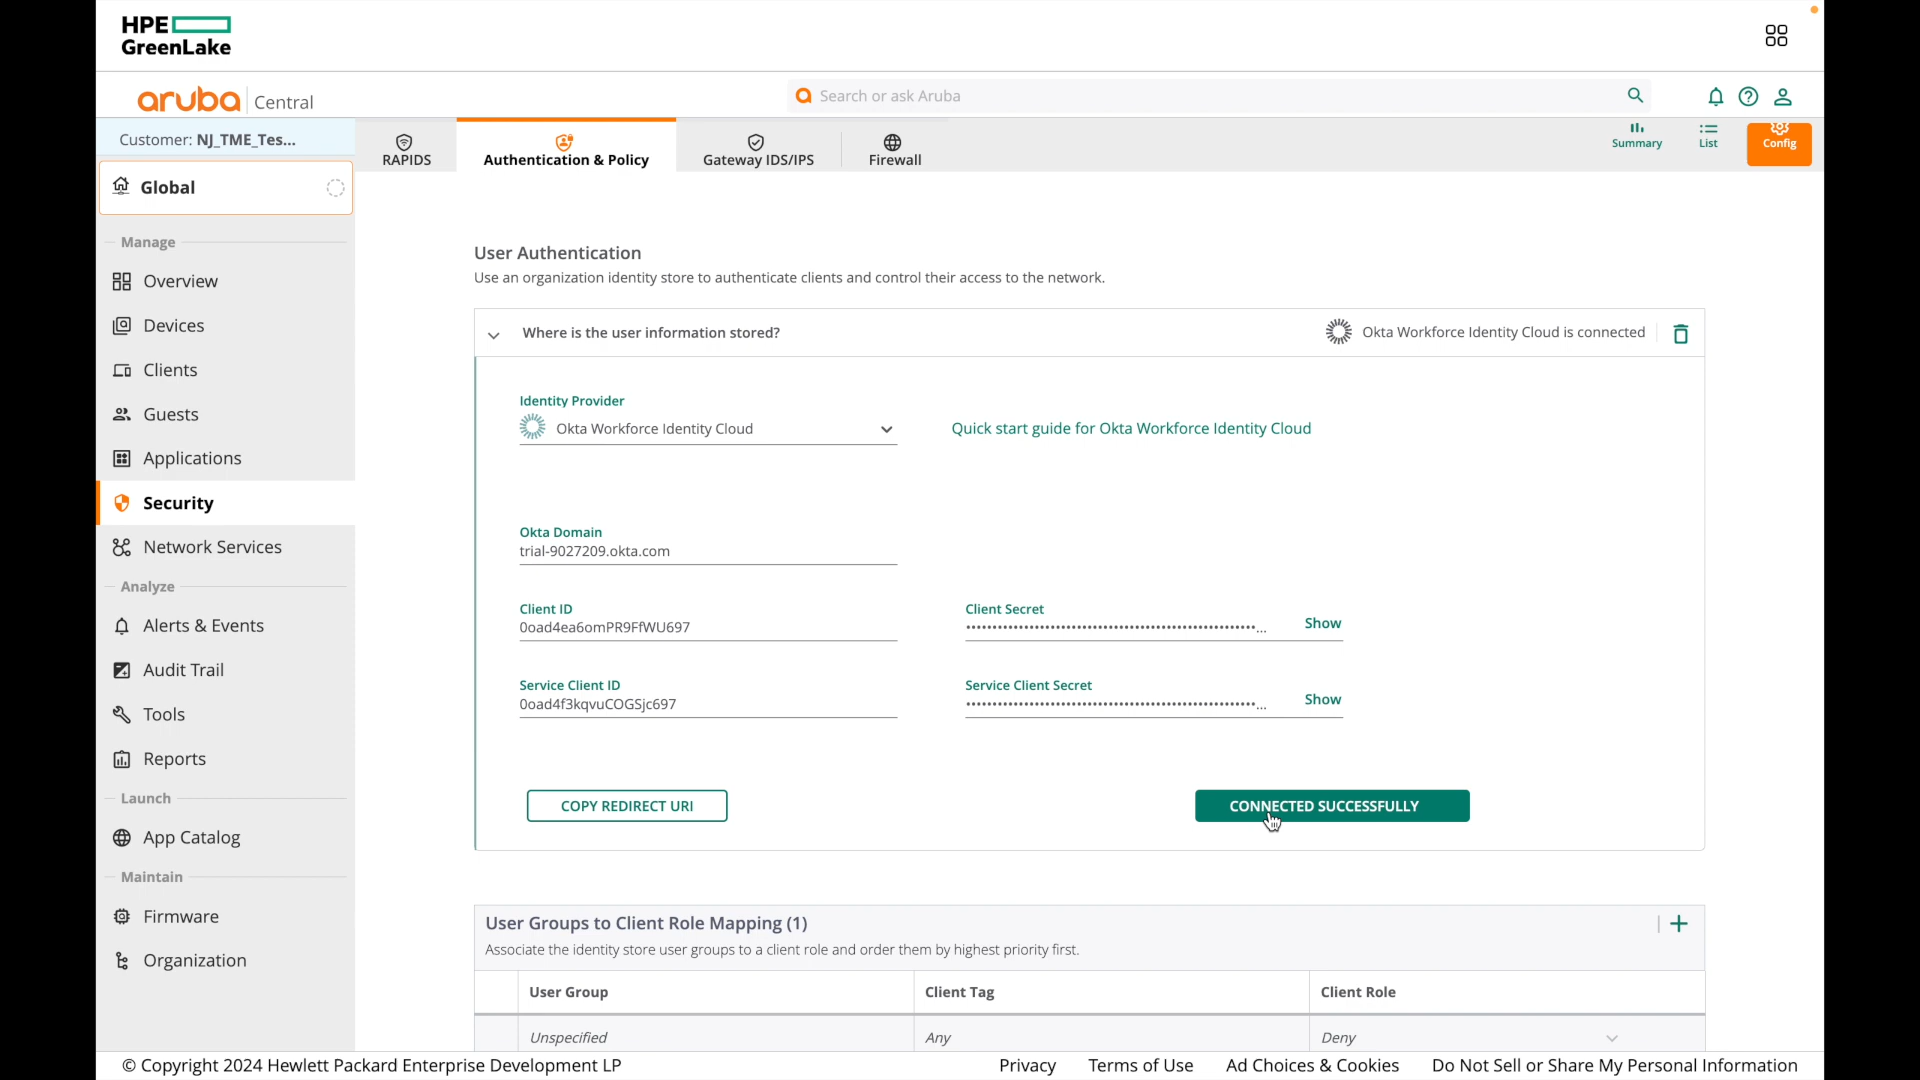 HPE
GreenLake
aruba Central
Search or ask Aruba
Customer: NJ_TME_Tes...
RAPIDS
Authentication & Policy
Gateway IDS/IPS
Firewall
Summary
List
Config
Global
Manage
Overview
Devices
Clients
Guests
Applications
Security
Network Services
Analyze
Alerts & Events
Audit Trail
Tools
Reports
Launch
App Catalog
Maintain
Firmware
Organization
User Authentication
Use an organization identity store to authenticate clients and control their access to the network.
Where is the user information stored?
Okta Workforce Identity Cloud is connected
Identity Provider
Okta Workforce Identity Cloud
Quick start guide for Okta Workforce Identity Cloud
Okta Domain
trial-9027209.okta.com
Client ID
0oad4ea6omPR9FfWU697
Client Secret
Show
Service Client ID
0oad4f3kqvuCOGSjc697
Service Client Secret
Show
COPY REDIRECT URI
CONNECTED SUCCESSFULLY
User Groups to Client Role Mapping (1)
Associate the identity store user groups to a client role and order them by highest priority first.
User Group
Client Tag
Client Role
Unspecified
Any
Deny
© Copyright 2024 Hewlett Packard Enterprise Development LP
Privacy
Terms of Use
Ad Choices & Cookies
Do Not Sell or Share My Personal Information